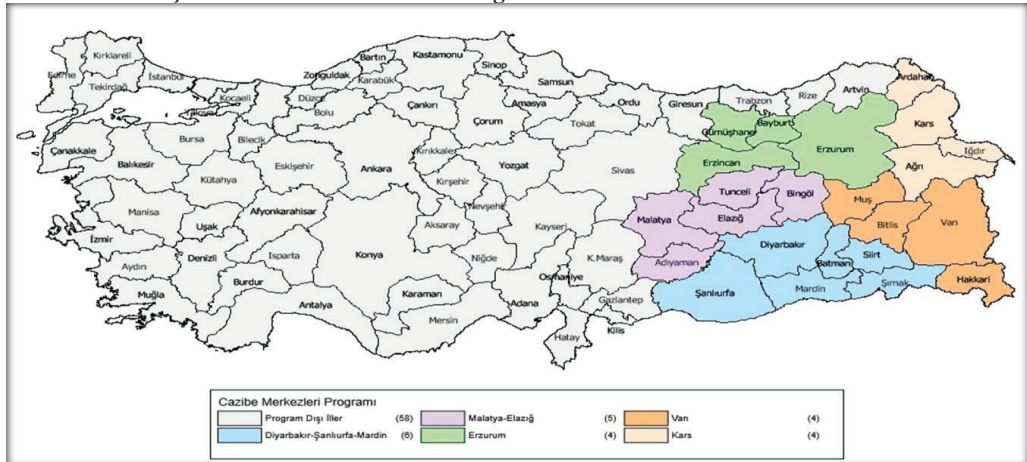 Kırklareli
Edirne
Tekirdağ
İstanbul
Kocaeli
Yalova
Zonguldak
Bartın
Karabük
Kastamonu
Sinop
Samsun
Düzce
Bolu
Çankırı
Amasya
Ordu
Giresun
Trabzon
Rize
Artvin
Ardahan
Çanakkale
Balıkesir
Bursa
Bilecik
Eskişehir
Ankara
Kırıkkale
Çorum
Tokat
Yozgat
Sivas
Gümüşhane
Bayburt
Erzincan
Erzurum
Kars
Iğdır
Ağrı
Kütahya
Kırşehir
Nevşehir
Manisa
Uşak
Afyonkarahisar
Aksaray
Kayseri
Malatya
Tunceli
Bingöl
Elazığ
Muş
Bitlis
Van
İzmir
Aydın
Denizli
Isparta
Konya
Niğde
K.Maraş
Adıyaman
Diyarbakır
Batman
Siirt
Muğla
Burdur
Antalya
Karaman
Mersin
Adana
Osmaniye
Gaziantep
Kilis
Hatay
Şanlıurfa
Mardin
Şırnak
Hakkari
Cazibe Merkezleri Programı
Program Dışı İller (58) Malatya-Elazığ (5) Van (4)
Diyarbakır-Şanlıurfa-Mardin (6) Erzurum (4) Kars (4)